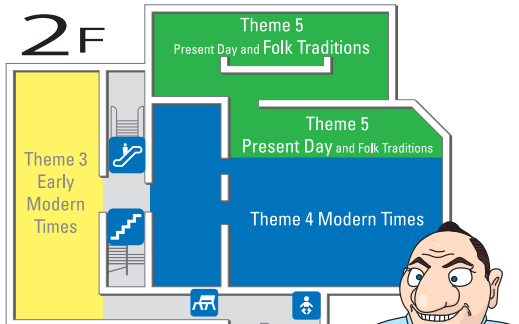 2F
Theme 5
Present Day and Folk Traditions
Theme 5
Present Day and Folk Traditions
Theme 3
Early
Modern
Times
Theme 4 Modern Times